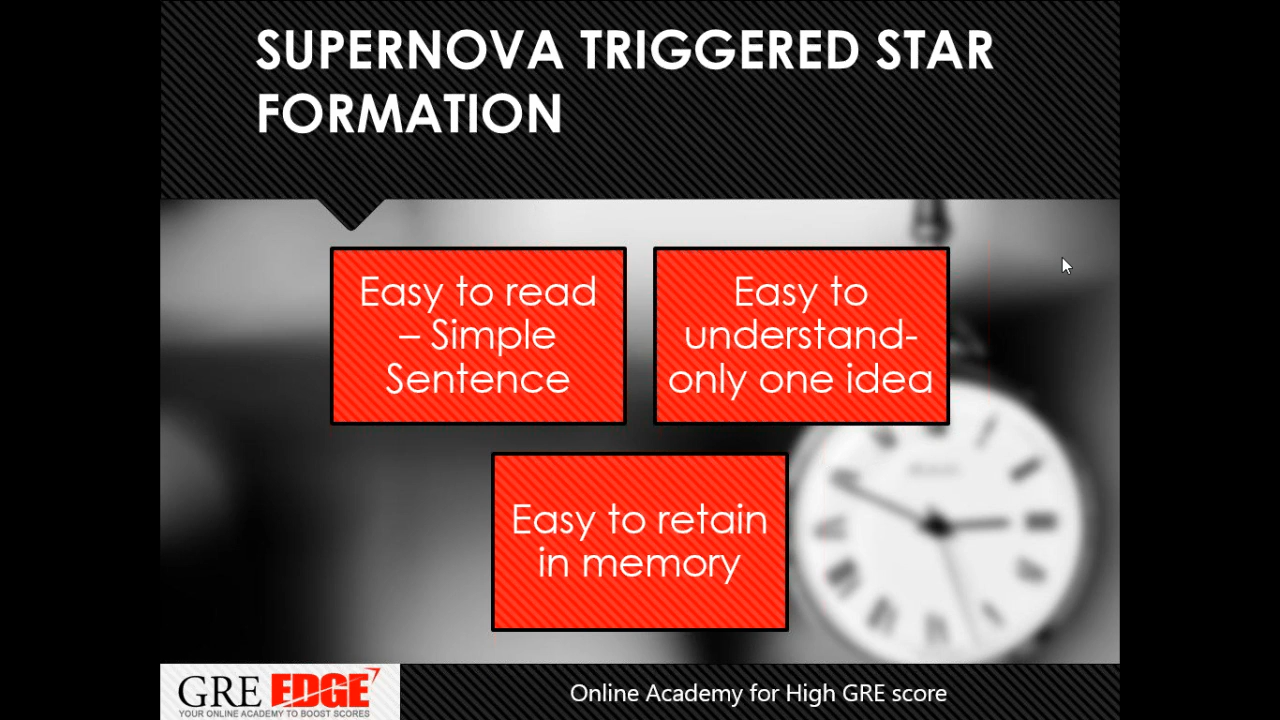 SUPERNOVA TRIGGERED STAR
FORMATION
Easy to read
– Simple
Sentence
Easy to
understand-
only one idea
Easy to retain
in memory
GRE EDGE
YOUR ONLINE ACADEMY TO BOOST SCORES
Online Academy for High GRE score